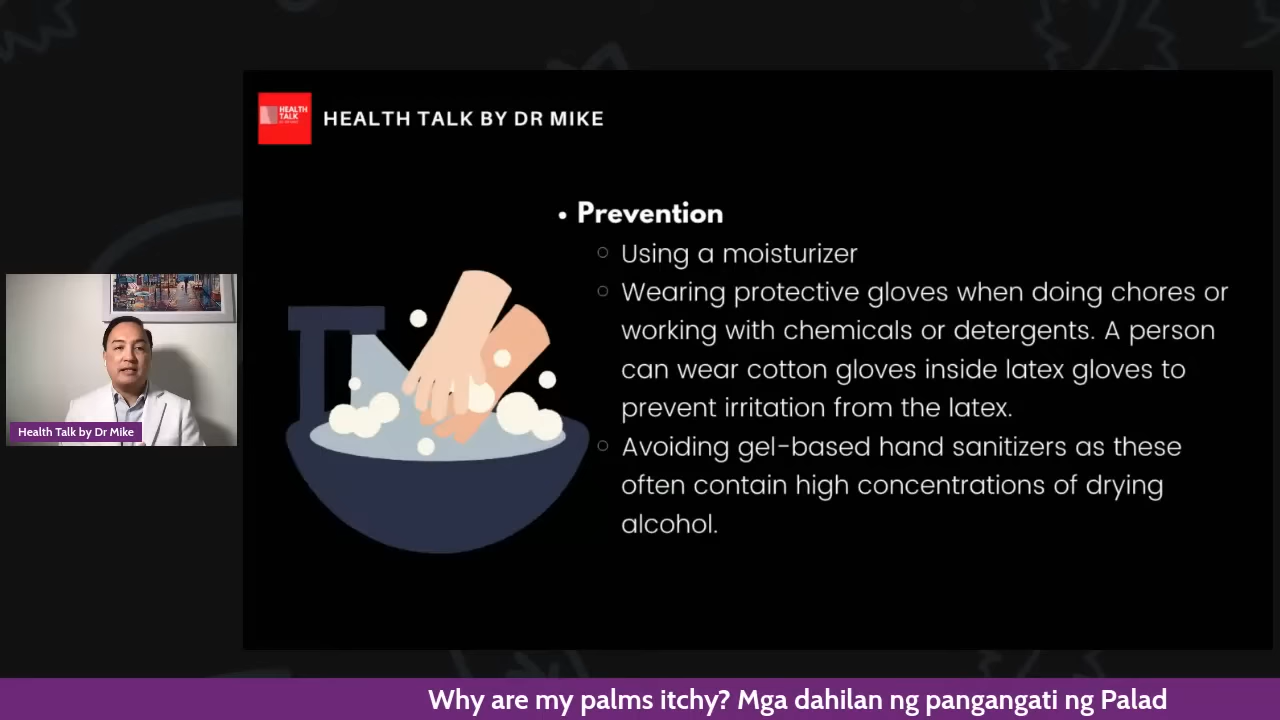 HEALTH TALK
HEALTH TALK BY DR MIKE
• Prevention
○ Using a moisturizer
○ Wearing protective gloves when doing chores or
working with chemicals or detergents. A person
can wear cotton gloves inside latex gloves to
prevent irritation from the latex.
○ Avoiding gel-based hand sanitizers as these
often contain high concentrations of drying
alcohol.
Health Talk by Dr Mike
Why are my palms itchy? Mga dahilan ng pangangati ng Palad